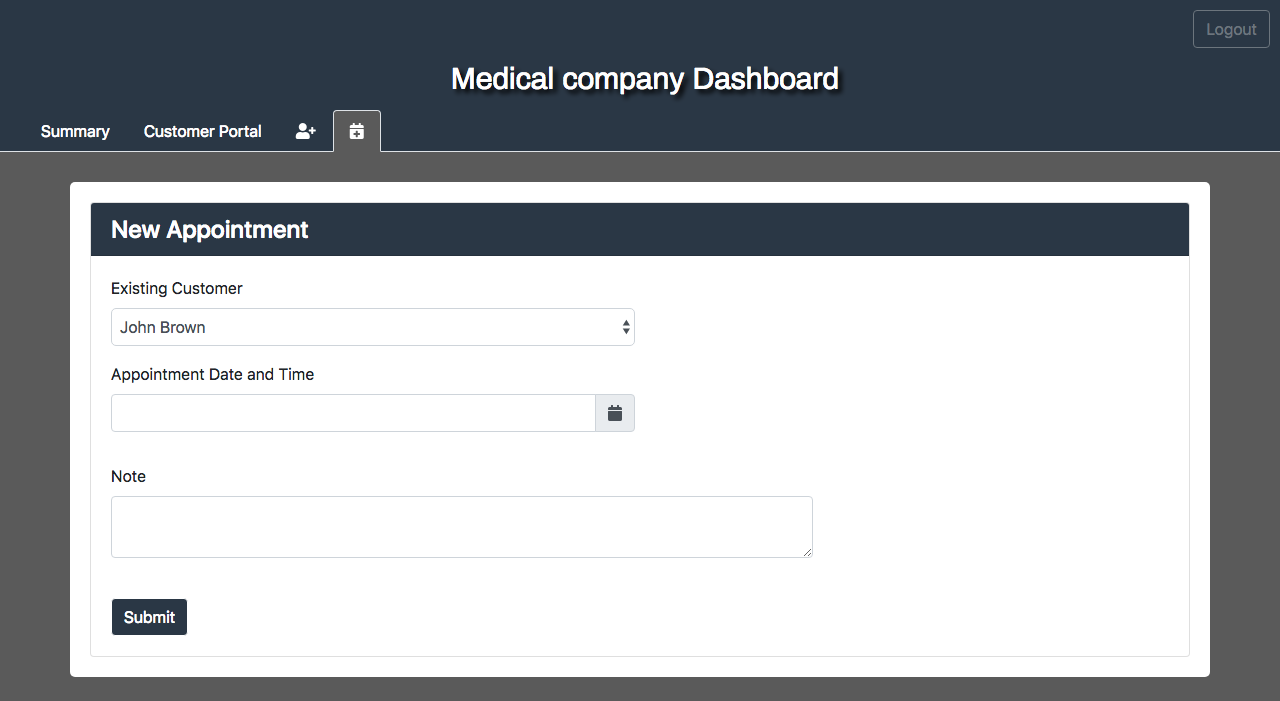 Logout
Medical company Dashboard
Summary
Customer Portal
New Appointment
Existing Customer
John Brown
Appointment Date and Time
Note
Submit